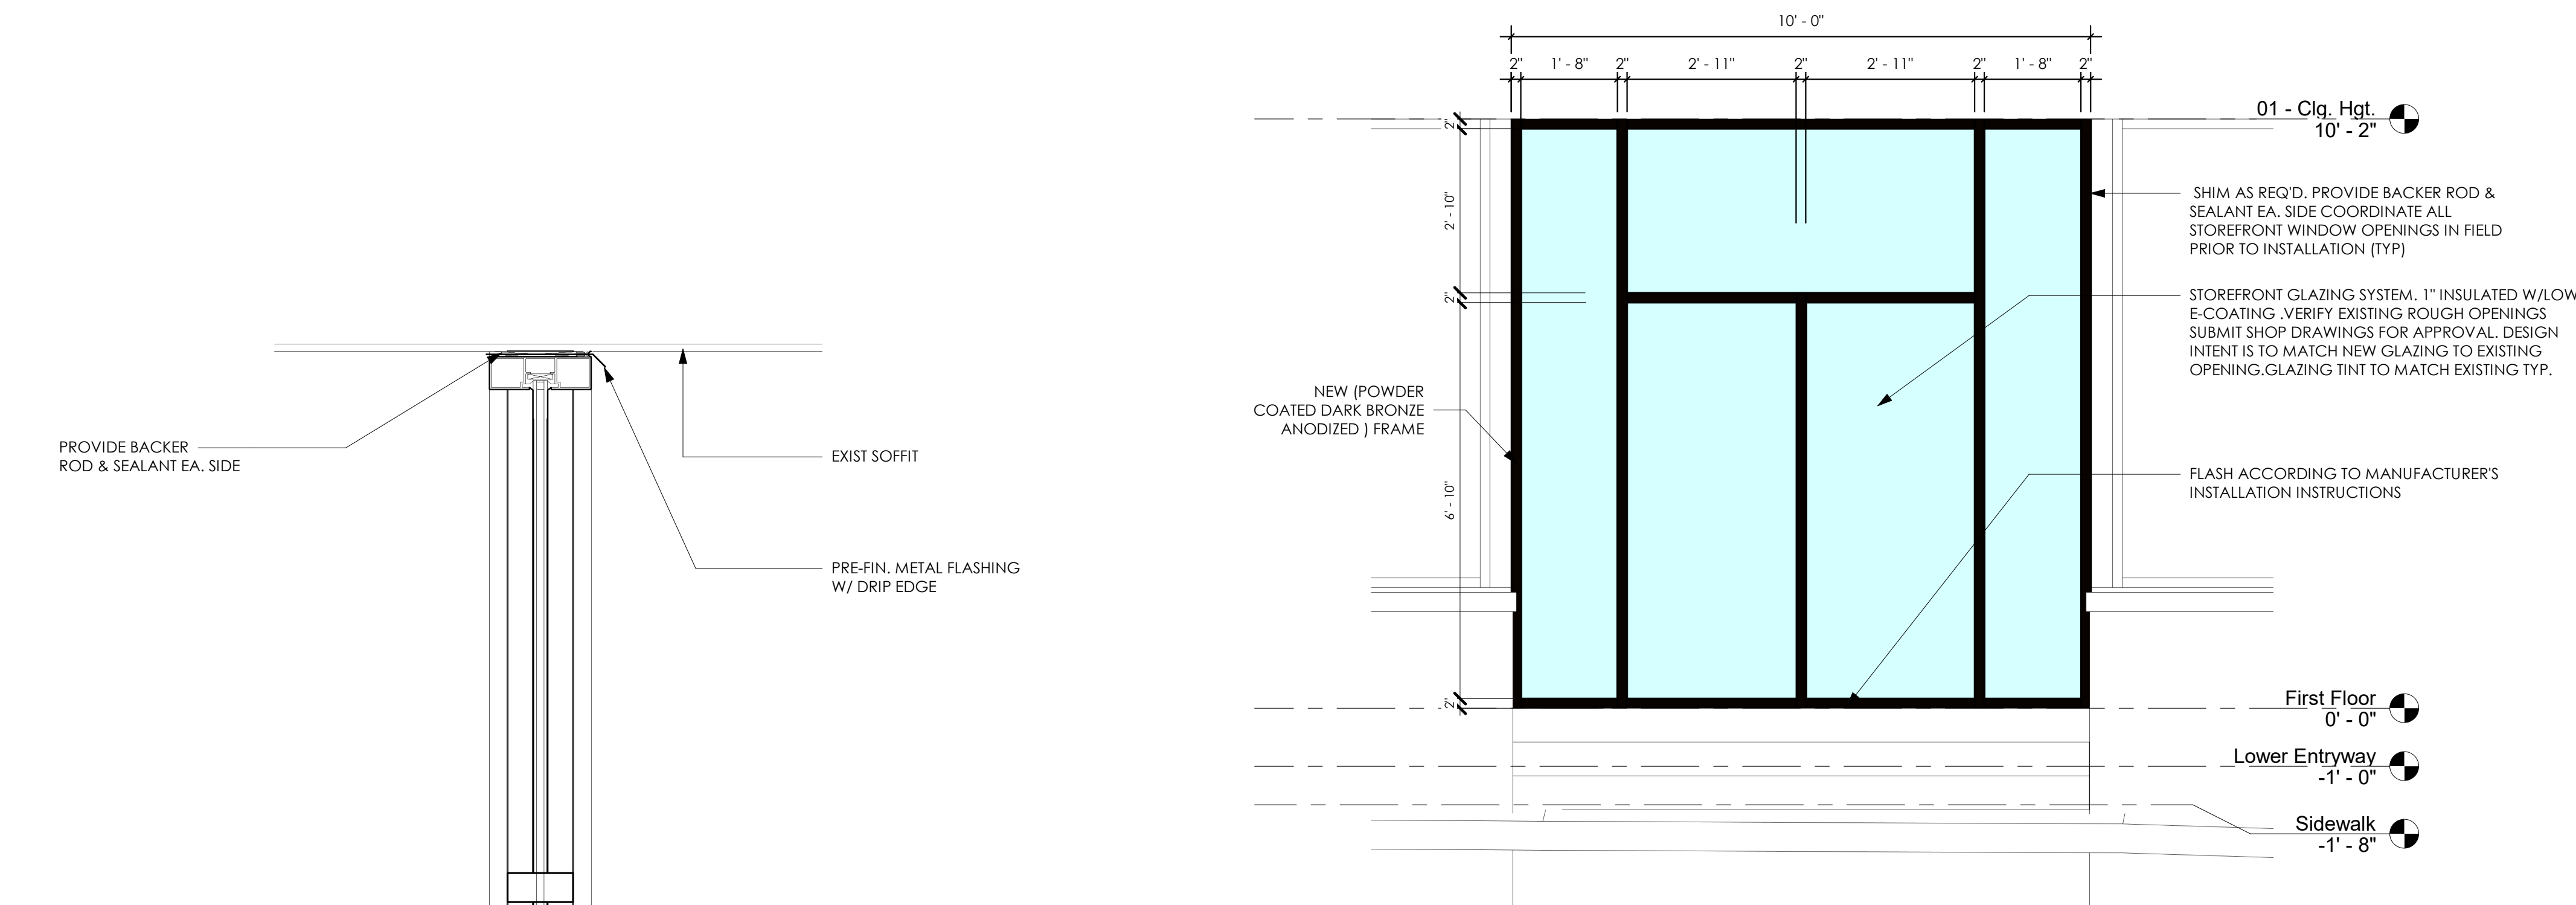 10' - 0"
2" 1' - 8" 2" 2' - 11" 2" 2' - 11" 2" 1' - 8" 2"
01 - Clg. Hgt.
10' - 2"
2"
2' - 10"
2"
6' - 10"
2"
SHIM AS REQ'D. PROVIDE BACKER ROD &
SEALANT EA. SIDE COORDINATE ALL
STOREFRONT WINDOW OPENINGS IN FIELD
PRIOR TO INSTALLATION (TYP)
STOREFRONT GLAZING SYSTEM. 1" INSULATED W/LOW
E-COATING .VERIFY EXISTING ROUGH OPENINGS
SUBMIT SHOP DRAWINGS FOR APPROVAL. DESIGN
INTENT IS TO MATCH NEW GLAZING TO EXISTING
OPENING.GLAZING TINT TO MATCH EXISTING TYP.
NEW (POWDER
COATED DARK BRONZE
ANODIZED ) FRAME
FLASH ACCORDING TO MANUFACTURER'S
INSTALLATION INSTRUCTIONS
PROVIDE BACKER
ROD & SEALANT EA. SIDE
EXIST SOFFIT
PRE-FIN. METAL FLASHING
W/ DRIP EDGE
First Floor
0' - 0"
Lower Entryway
-1' - 0"
Sidewalk
-1' - 8"